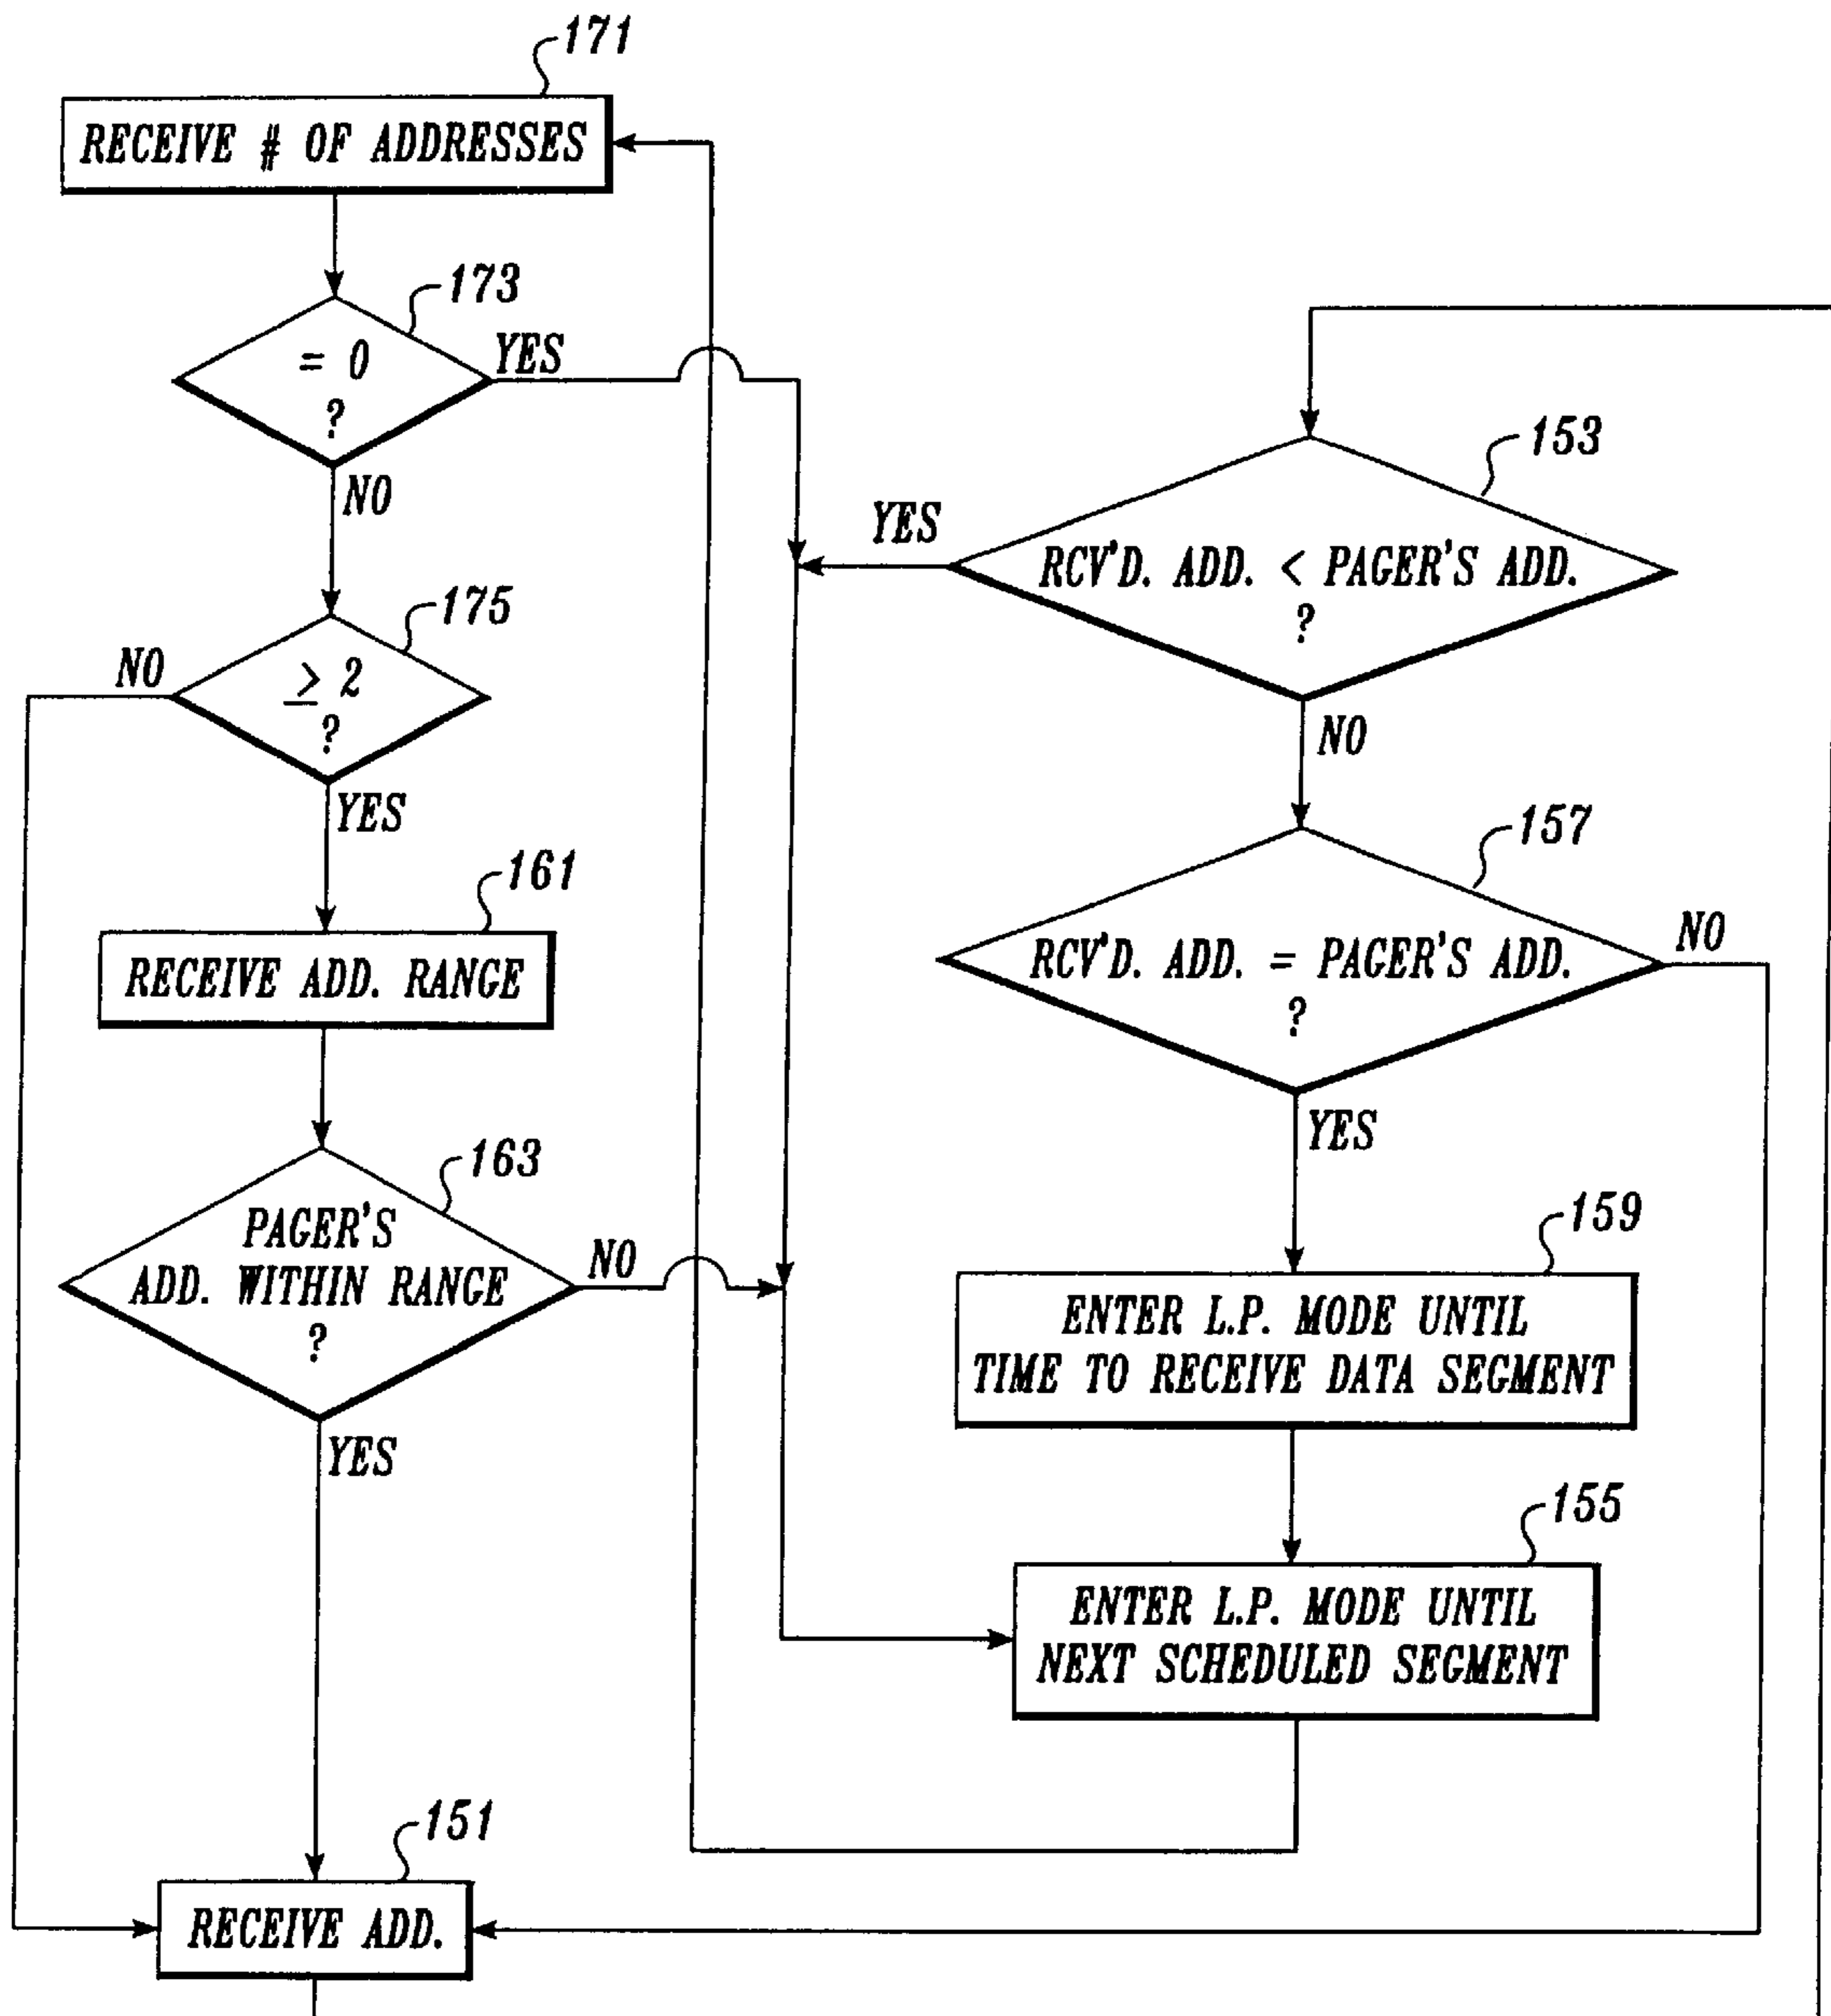 171
RECEIVE # OF ADDRESSES
173
= 0
?
YES
NO
175
≥ 2
?
NO
YES
161
RECEIVE ADD. RANGE
163
PAGER'S
ADD. WITHIN RANGE
?
NO
YES
151
RECEIVE ADD.
153
RCV'D. ADD. < PAGER'S ADD.
?
YES
NO
157
RCV'D. ADD. = PAGER'S ADD.
?
NO
YES
159
ENTER L.P. MODE UNTIL
TIME TO RECEIVE DATA SEGMENT
155
ENTER L.P. MODE UNTIL
NEXT SCHEDULED SEGMENT